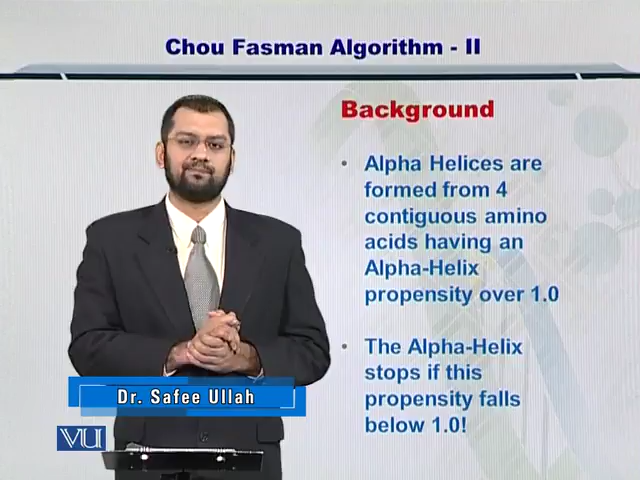 Chou Fasman Algorithm - II
Background
• Alpha Helices are
formed from 4
contiguous amino
acids having an
Alpha-Helix
propensity over 1.0
• The Alpha-Helix
stops if this
propensity falls
below 1.0!
Dr. Safee Ullah
VU